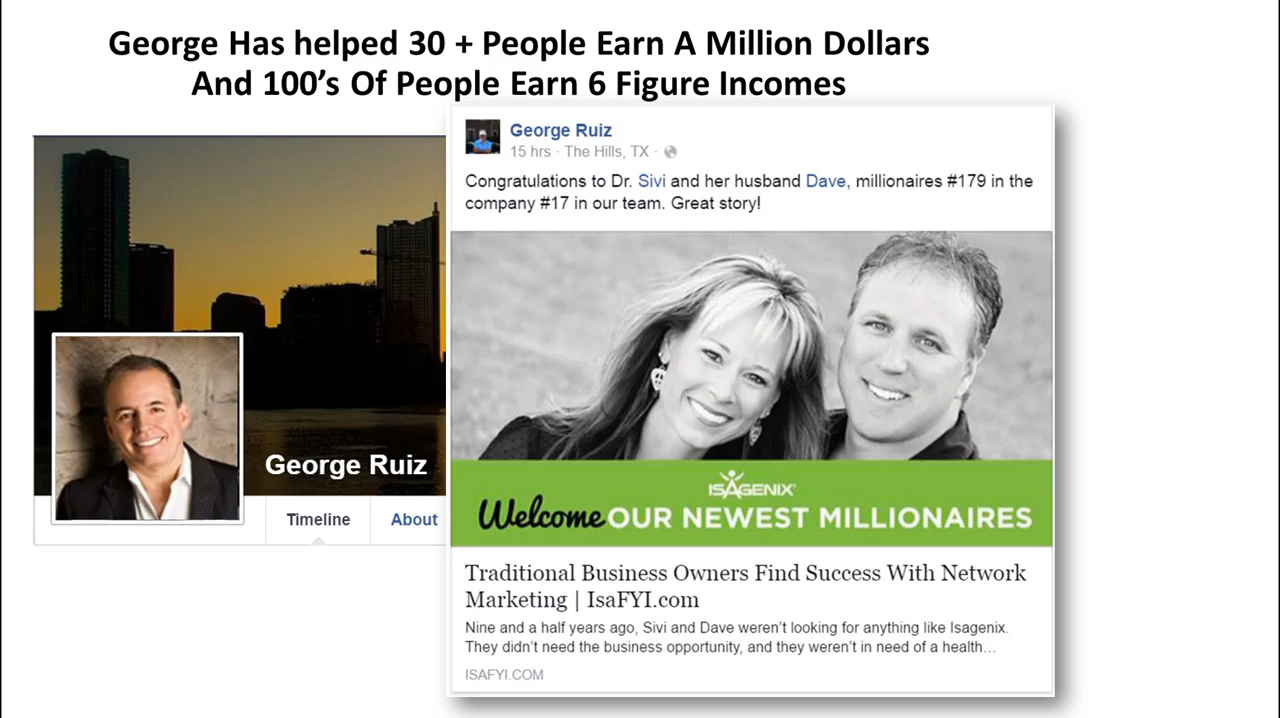 George Has helped 30 + People Earn A Million Dollars
And 100’s Of People Earn 6 Figure Incomes
George Ruiz
Timeline
About
George Ruiz
15 hrs · The Hills, TX ·
Congratulations to Dr. Sivi and her husband Dave, millionaires #179 in the
company #17 in our team. Great story!
ISAGENIX
Welcome OUR NEWEST MILLIONAIRES
Traditional Business Owners Find Success With Network
Marketing | IsaFYI.com
Nine and a half years ago, Sivi and Dave weren’t looking for anything like Isagenix.
They didn’t need the business opportunity, and they weren’t in need of a health…
ISAFYI.COM